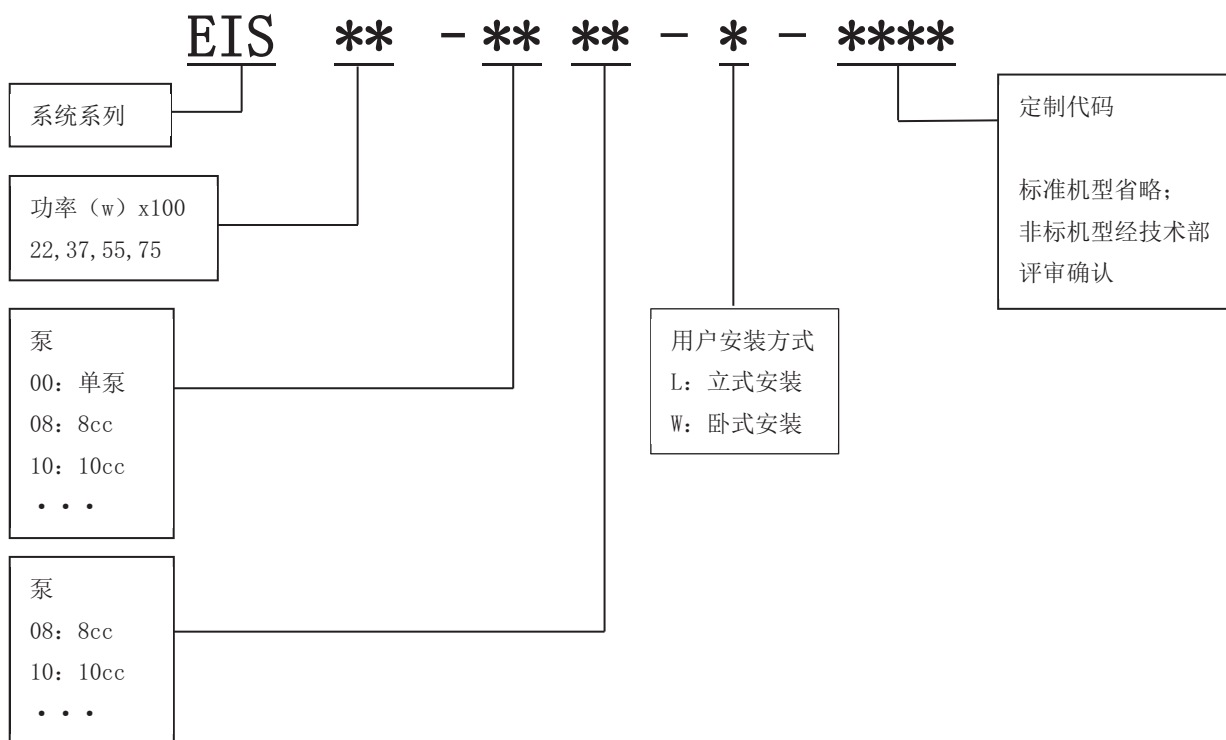 EIS ** - ** ** - * - ****
系统系列
功率（w）x100
22,37,55,75
泵
00：单泵
08：8cc
10：10cc
···
泵
08：8cc
10：10cc
···
用户安装方式
L：立式安装
W：卧式安装
定制代码
标准机型省略；
非标机型经技术部
评审确认